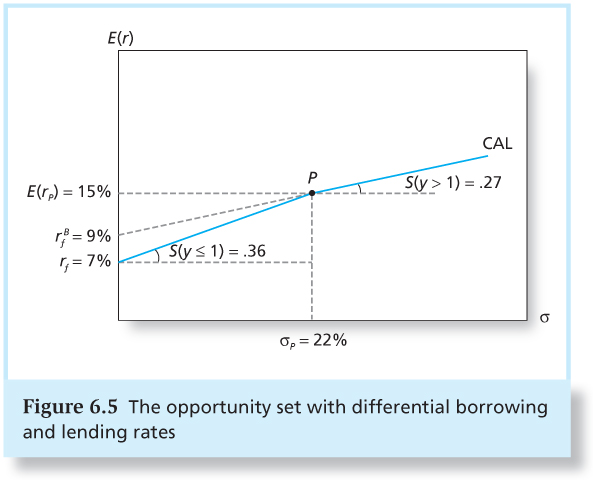 E(r)
CAL
P
E(r_P) = 15%
S(y > 1) = .27
r_f^B = 9%
S(y ≤ 1) = .36
r_f = 7%
σ
σ_P = 22%
Figure 6.5 The opportunity set with differential borrowing
and lending rates